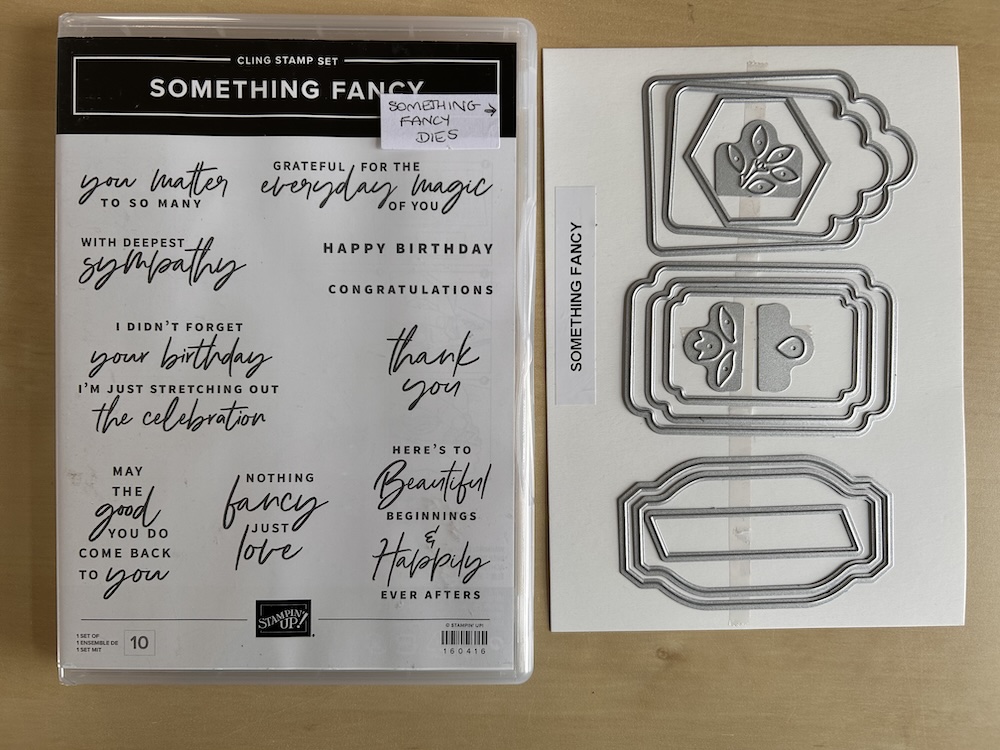 CLING STAMP SET
SOMETHING FANCY
SOMETHING →
FANCY
DIES
you matter
TO SO MANY
GRATEFUL FOR THE
everyday magic
OF YOU
WITH DEEPEST
sympathy
HAPPY BIRTHDAY
CONGRATULATIONS
I DIDN'T FORGET
your birthday
I'M JUST STRETCHING OUT
the celebration
thank
you
MAY
THE
good
YOU DO
COME BACK
TO you
NOTHING
fancy
JUST
love
HERE'S TO
Beautiful
BEGINNINGS
&
Happily
EVER AFTERS
1 SET OF
1 ENSEMBLE DE
1 SET MIT
10
STAMPIN' UP!
© STAMPIN' UP!
160416
SOMETHING FANCY